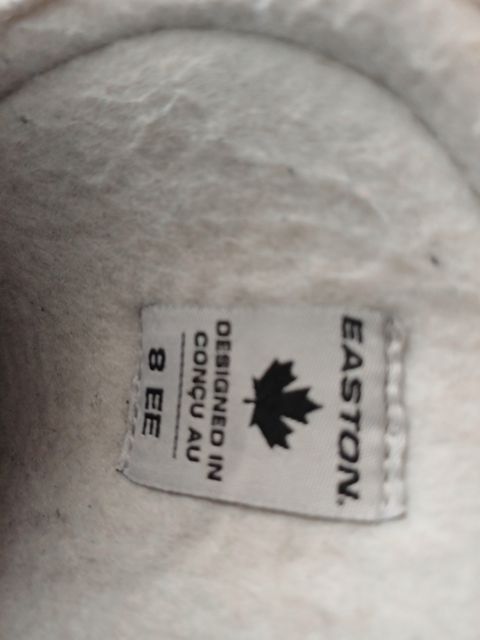 EASTON
DESIGNED IN
CONÇU AU
8 EE